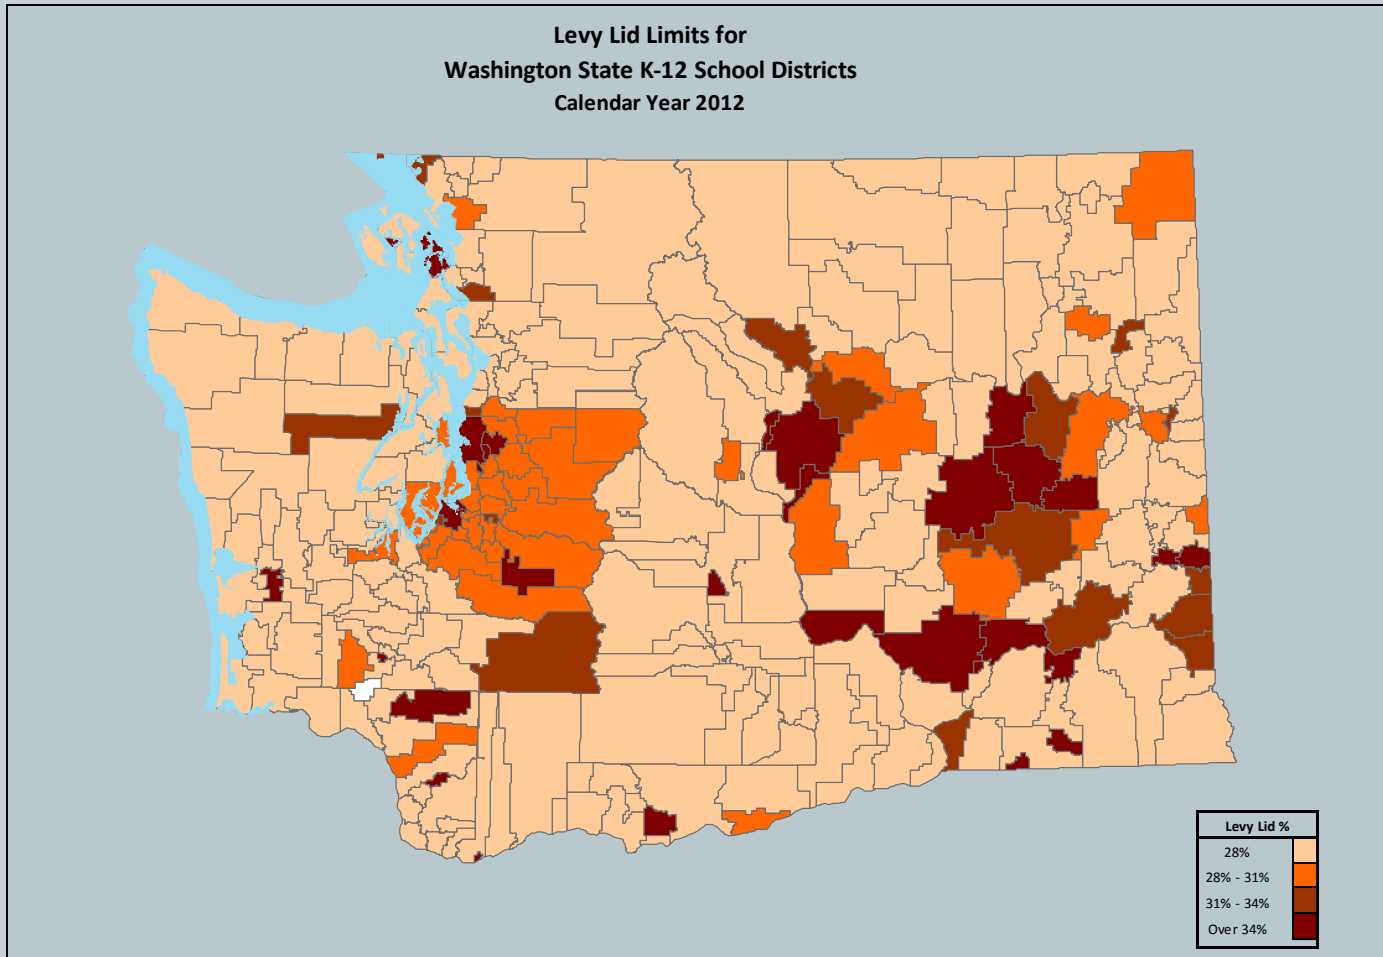 Levy Lid Limits for
Washington State K-12 School Districts
Calendar Year 2012
Levy Lid %
28%
28% - 31%
31% - 34%
Over 34%